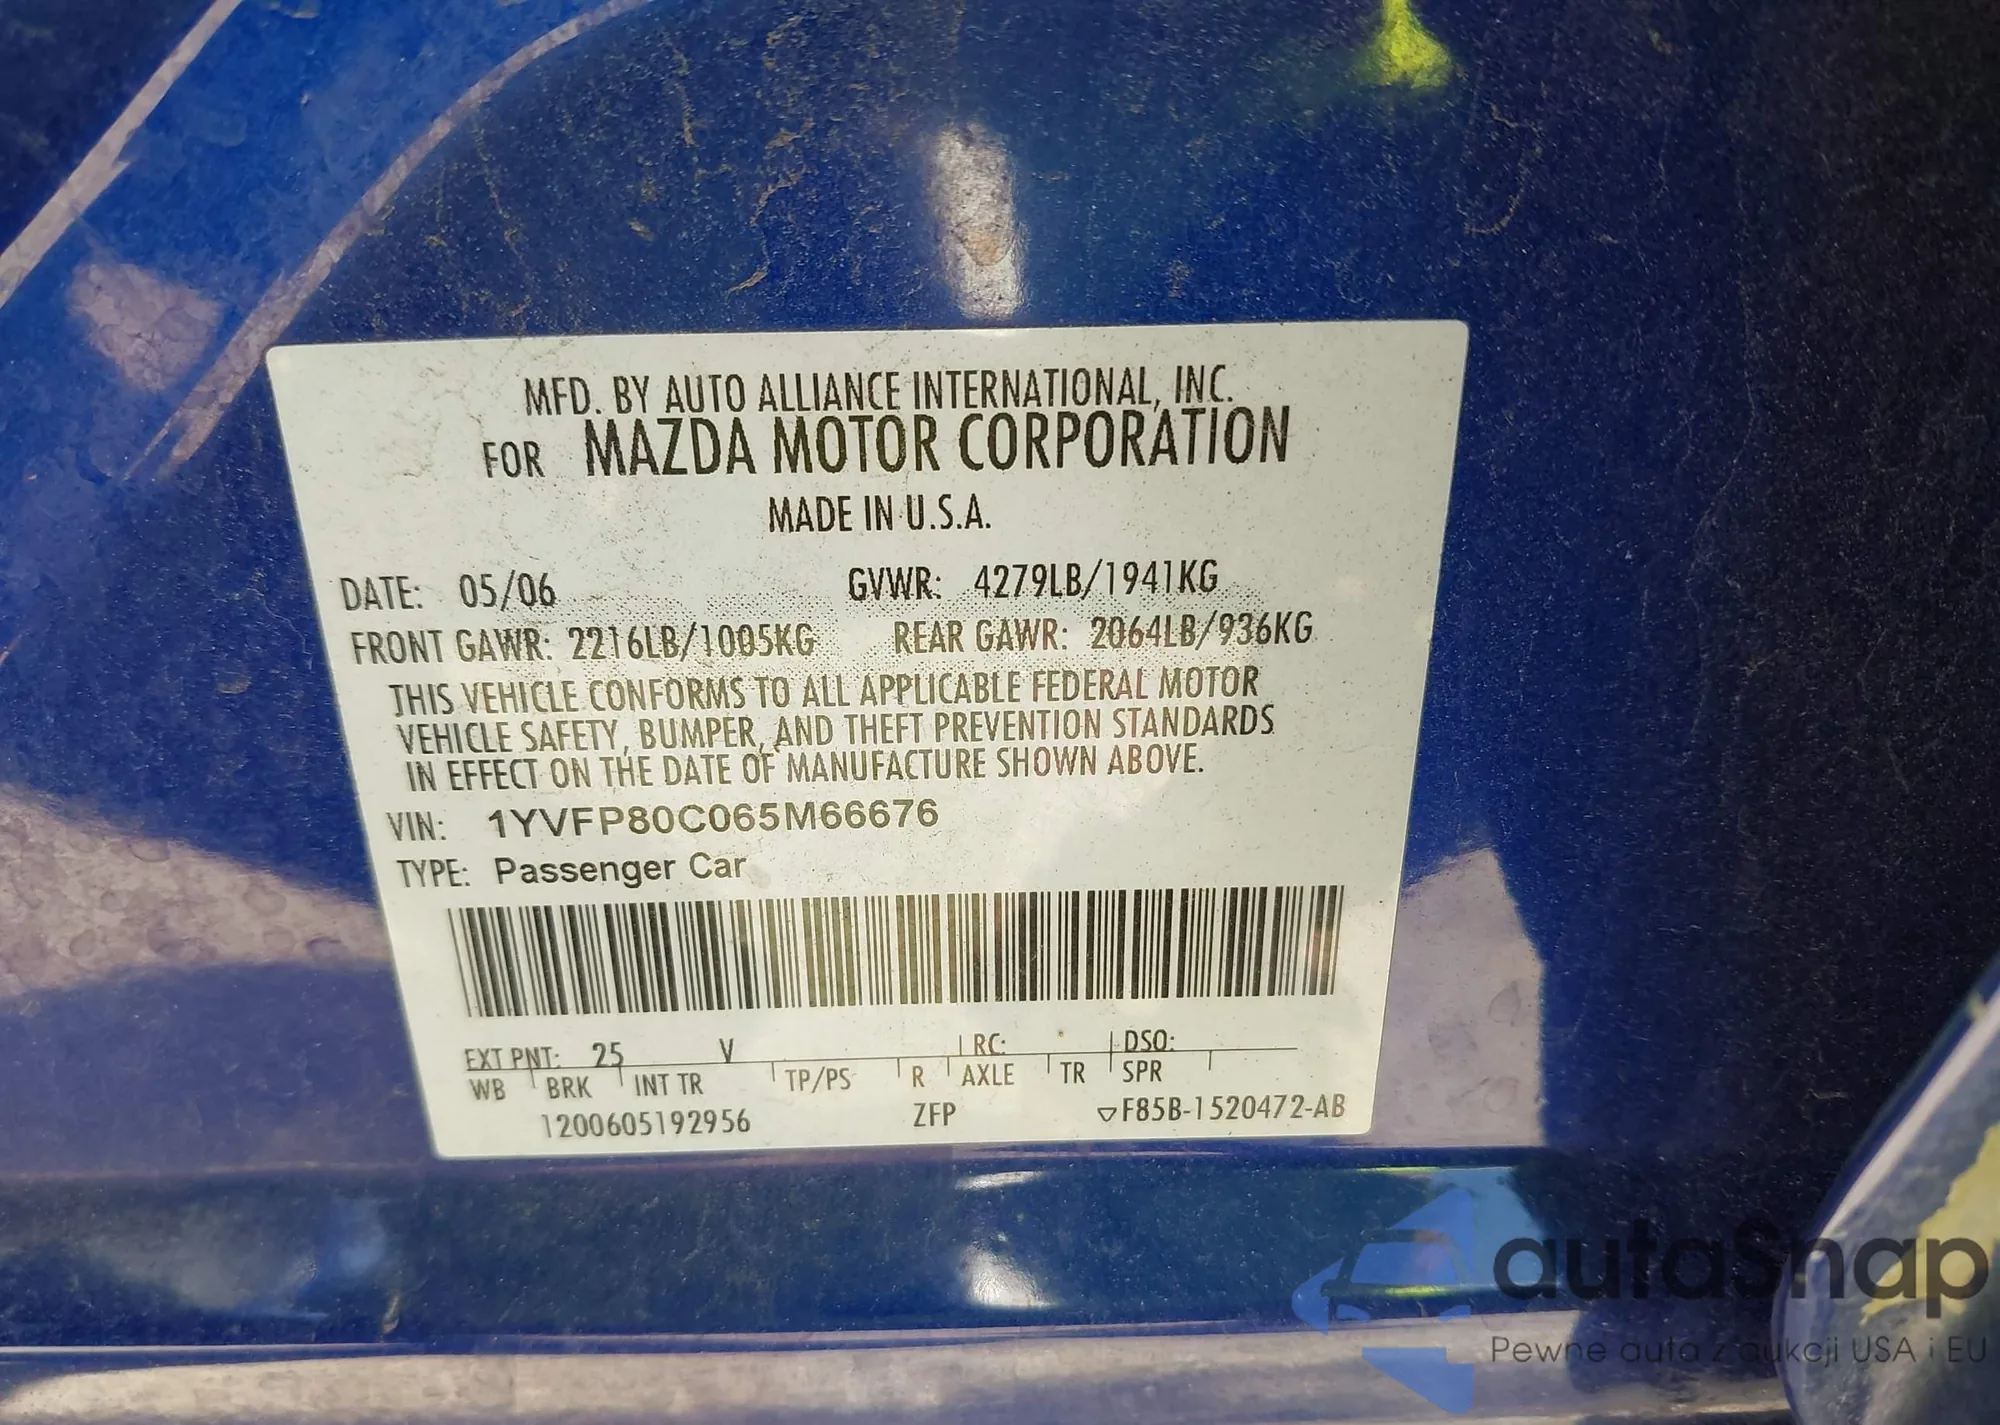 MFD. BY AUTO ALLIANCE INTERNATIONAL, INC.
FOR MAZDA MOTOR CORPORATION
MADE IN U.S.A.
DATE: 05/06 GVWR: 4279LB/1941KG
FRONT GAWR: 2216LB/1005KG REAR GAWR: 2064LB/936KG
THIS VEHICLE CONFORMS TO ALL APPLICABLE FEDERAL MOTOR
VEHICLE SAFETY, BUMPER, AND THEFT PREVENTION STANDARDS
IN EFFECT ON THE DATE OF MANUFACTURE SHOWN ABOVE.
VIN: 1YVFP80C065M66676
TYPE: Passenger Car
EXT PNT: 25 V RC: DSO:
WB BRK INT TR TP/PS R AXLE TR SPR
1200605192956 ZFP ▽F85B-1520472-AB
autaSnap
Pewne auta z aukcji USA i EU